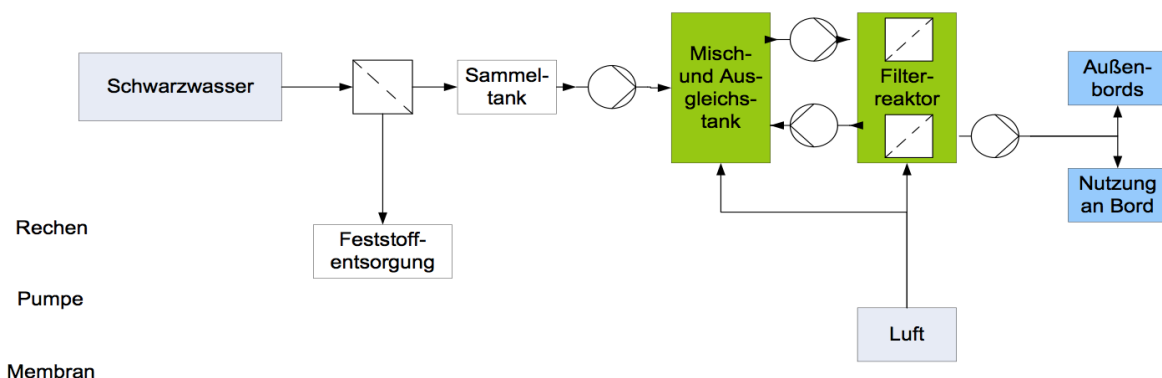 Schwarzwasser
Sammel-
tank
Misch-
und Aus-
gleichs-
tank
Filter-
reaktor
Außen-
bords
Nutzung
an Bord
Feststoff-
entsorgung
Luft
Rechen
Pumpe
Membran